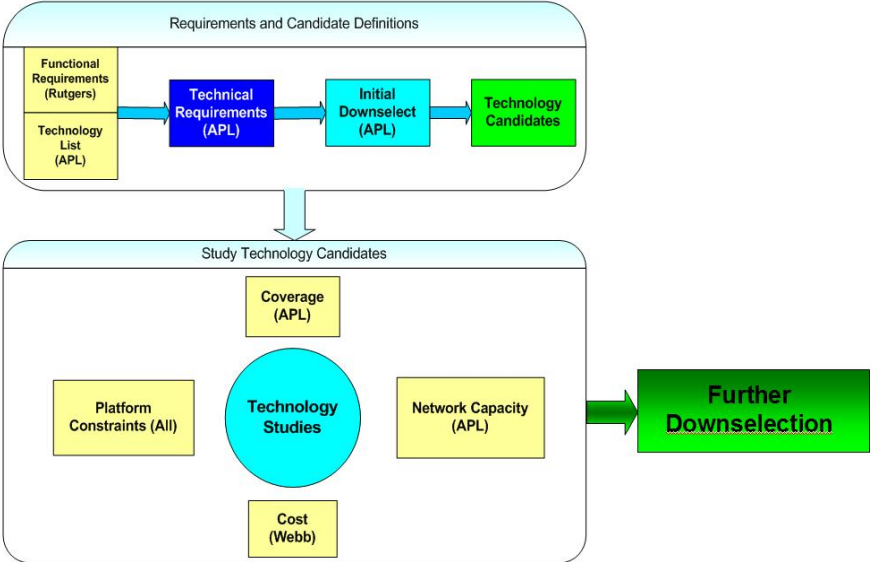 Requirements and Candidate Definitions
Functional
Requirements
(Rutgers)
Technology
List
(APL)
Technical
Requirements
(APL)
Initial
Downselect
(APL)
Technology
Candidates
Study Technology Candidates
Coverage
(APL)
Platform
Constraints (All)
Technology
Studies
Network Capacity
(APL)
Cost
(Webb)
Further
Downselection